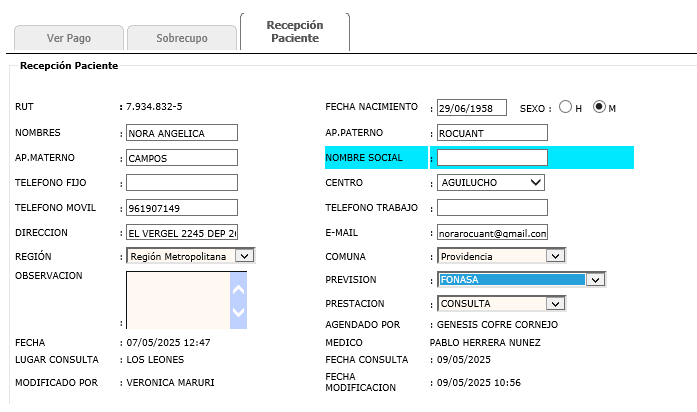 Ver Pago
Sobrecupo
Recepción
Paciente
Recepción Paciente
RUT : 7.934.832-5 FECHA NACIMIENTO : 29/06/1958 SEXO : H M
NOMBRES : NORA ANGELICA AP.PATERNO : ROCUANT
AP.MATERNO : CAMPOS NOMBRE SOCIAL :
TELEFONO FIJO : CENTRO : AGUILUCHO
TELEFONO MOVIL : 961907149 TELEFONO TRABAJO :
DIRECCION : EL VERGEL 2245 DEP E-MAIL : norarocuant@gmail.con
REGIÓN : Región Metropolitana COMUNA : Providencia
OBSERVACION : PREVISION : FONASA
PRESTACION : CONSULTA
AGENDADO POR : GENESIS COFRE CORNEJO
FECHA : 07/05/2025 12:47 MEDICO PABLO HERRERA NUNEZ
LUGAR CONSULTA : LOS LEONES FECHA CONSULTA : 09/05/2025
MODIFICADO POR : VERONICA MARURI FECHA
MODIFICACION : 09/05/2025 10:56